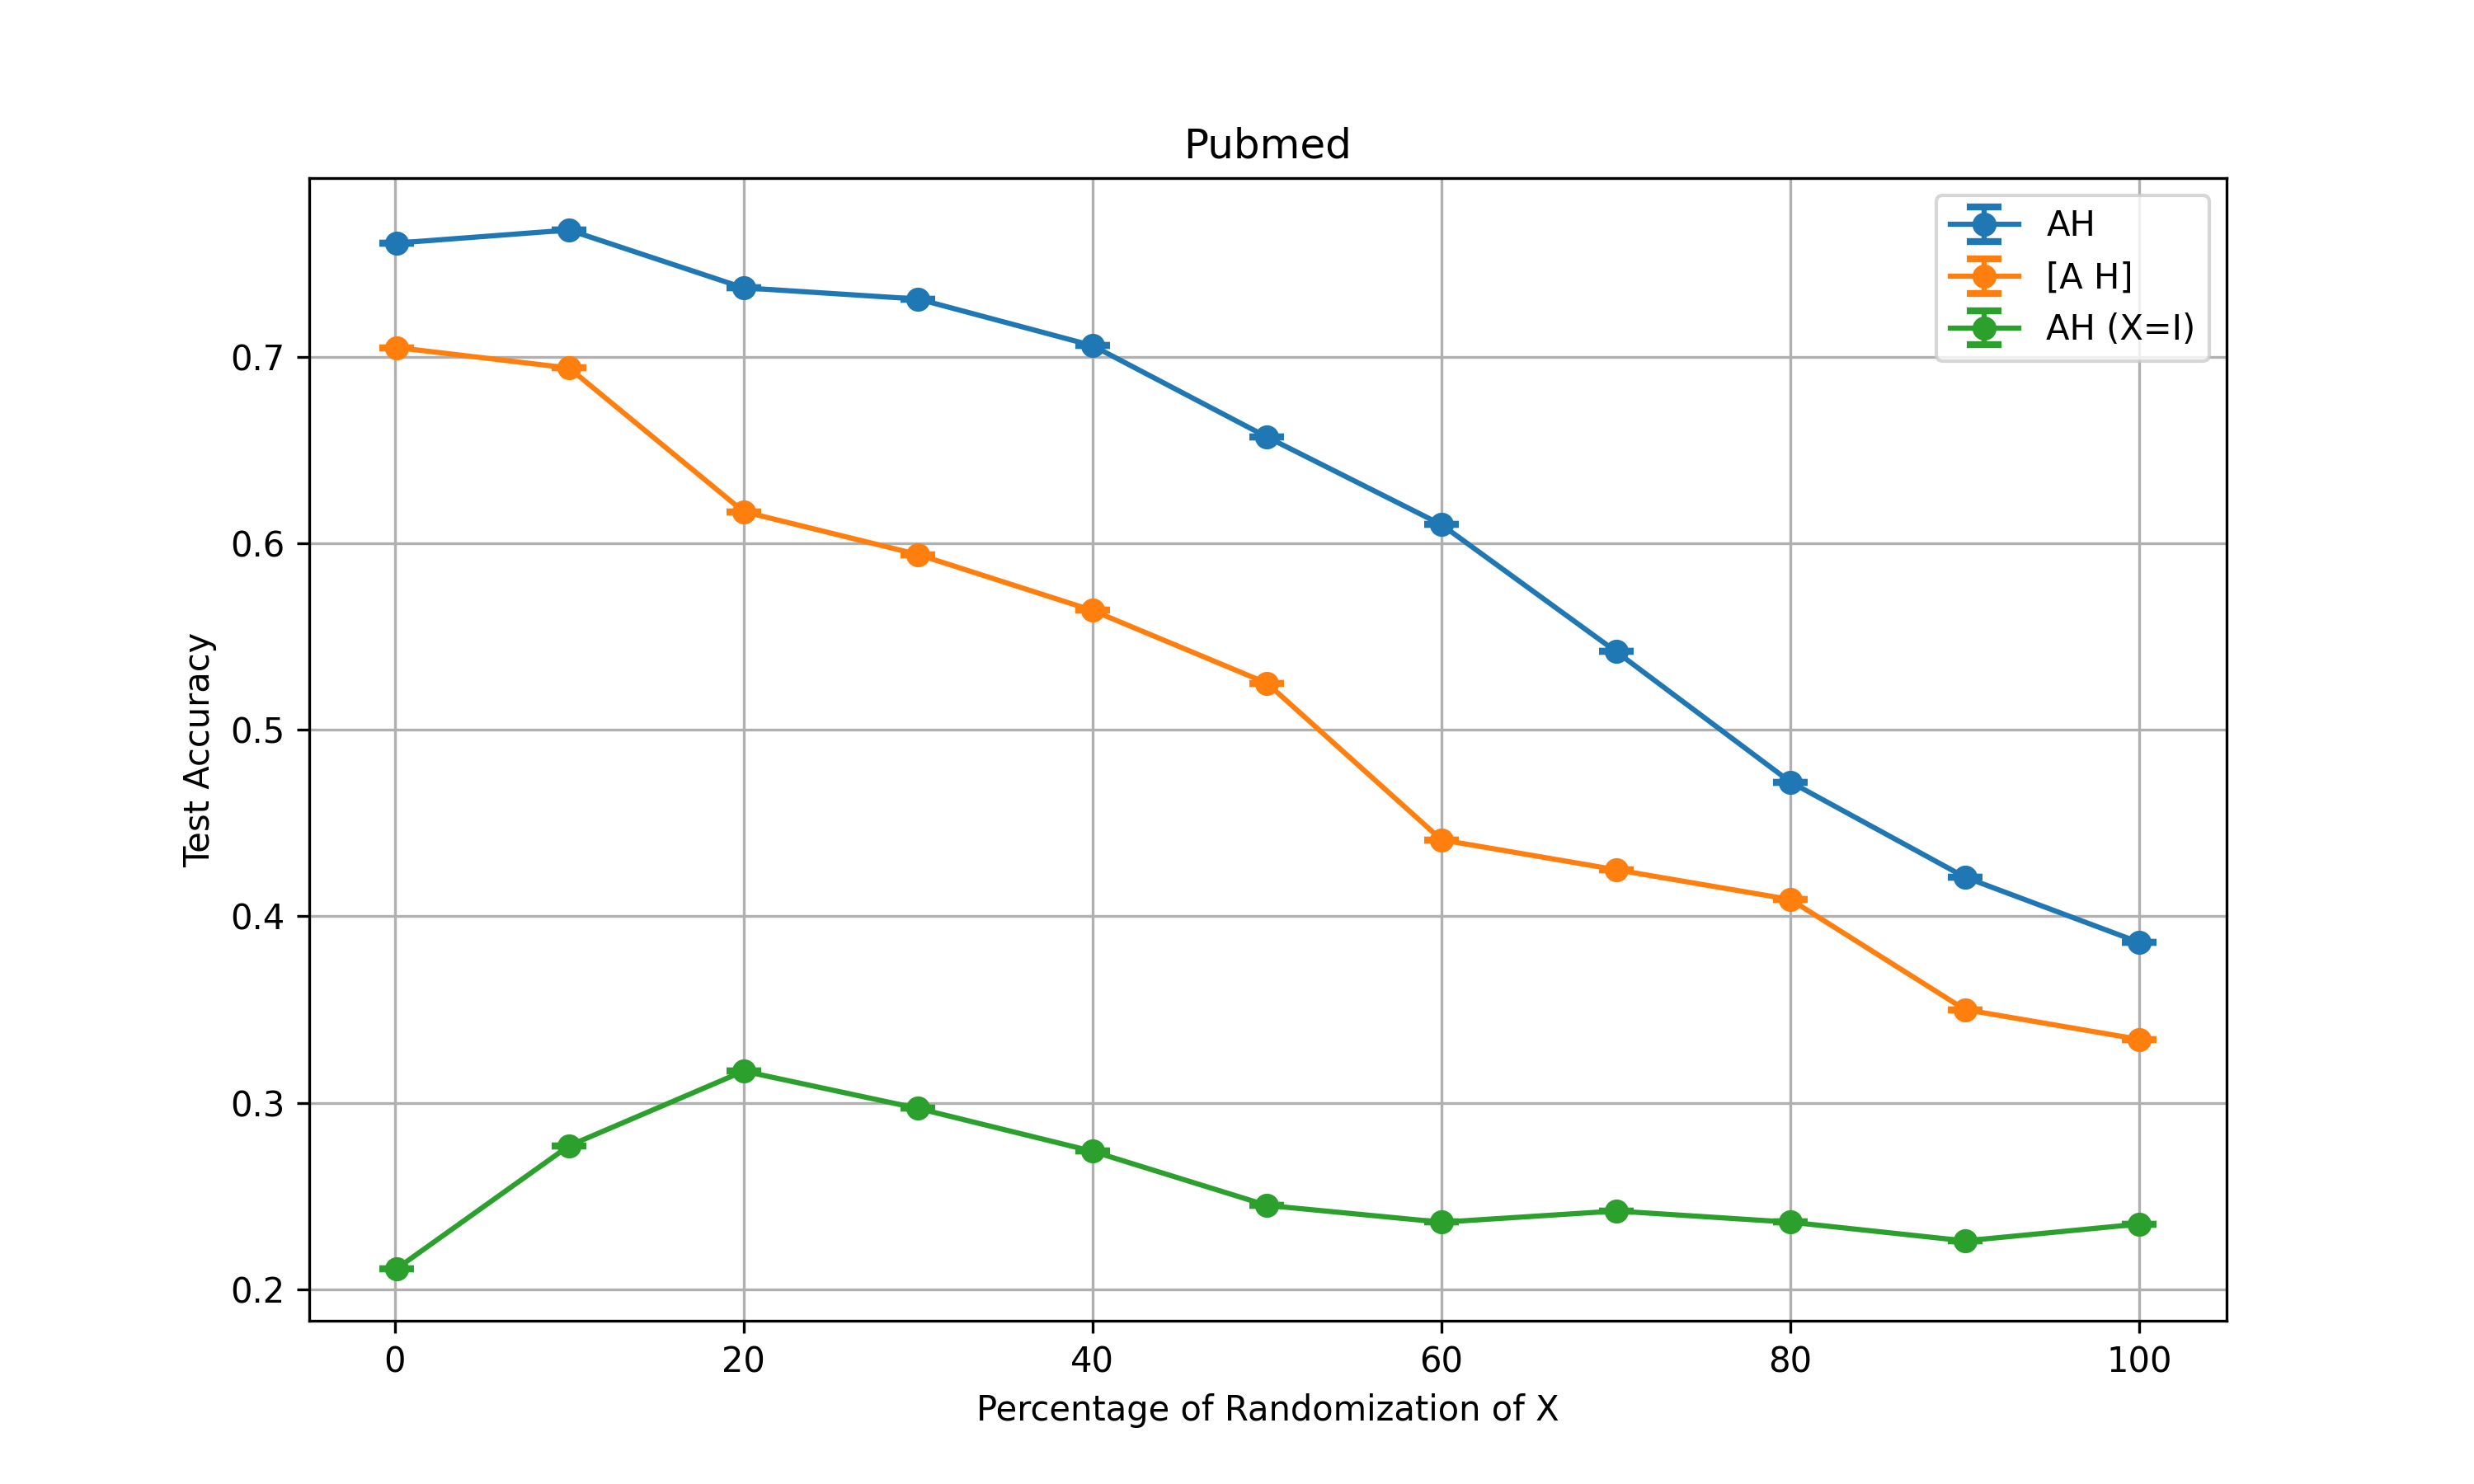 Pubmed
AH
[A H]
AH (X=I)
0.7
0.6
0.5
0.4
0.3
0.2
Test Accuracy
0 20 40 60 80 100
Percentage of Randomization of X